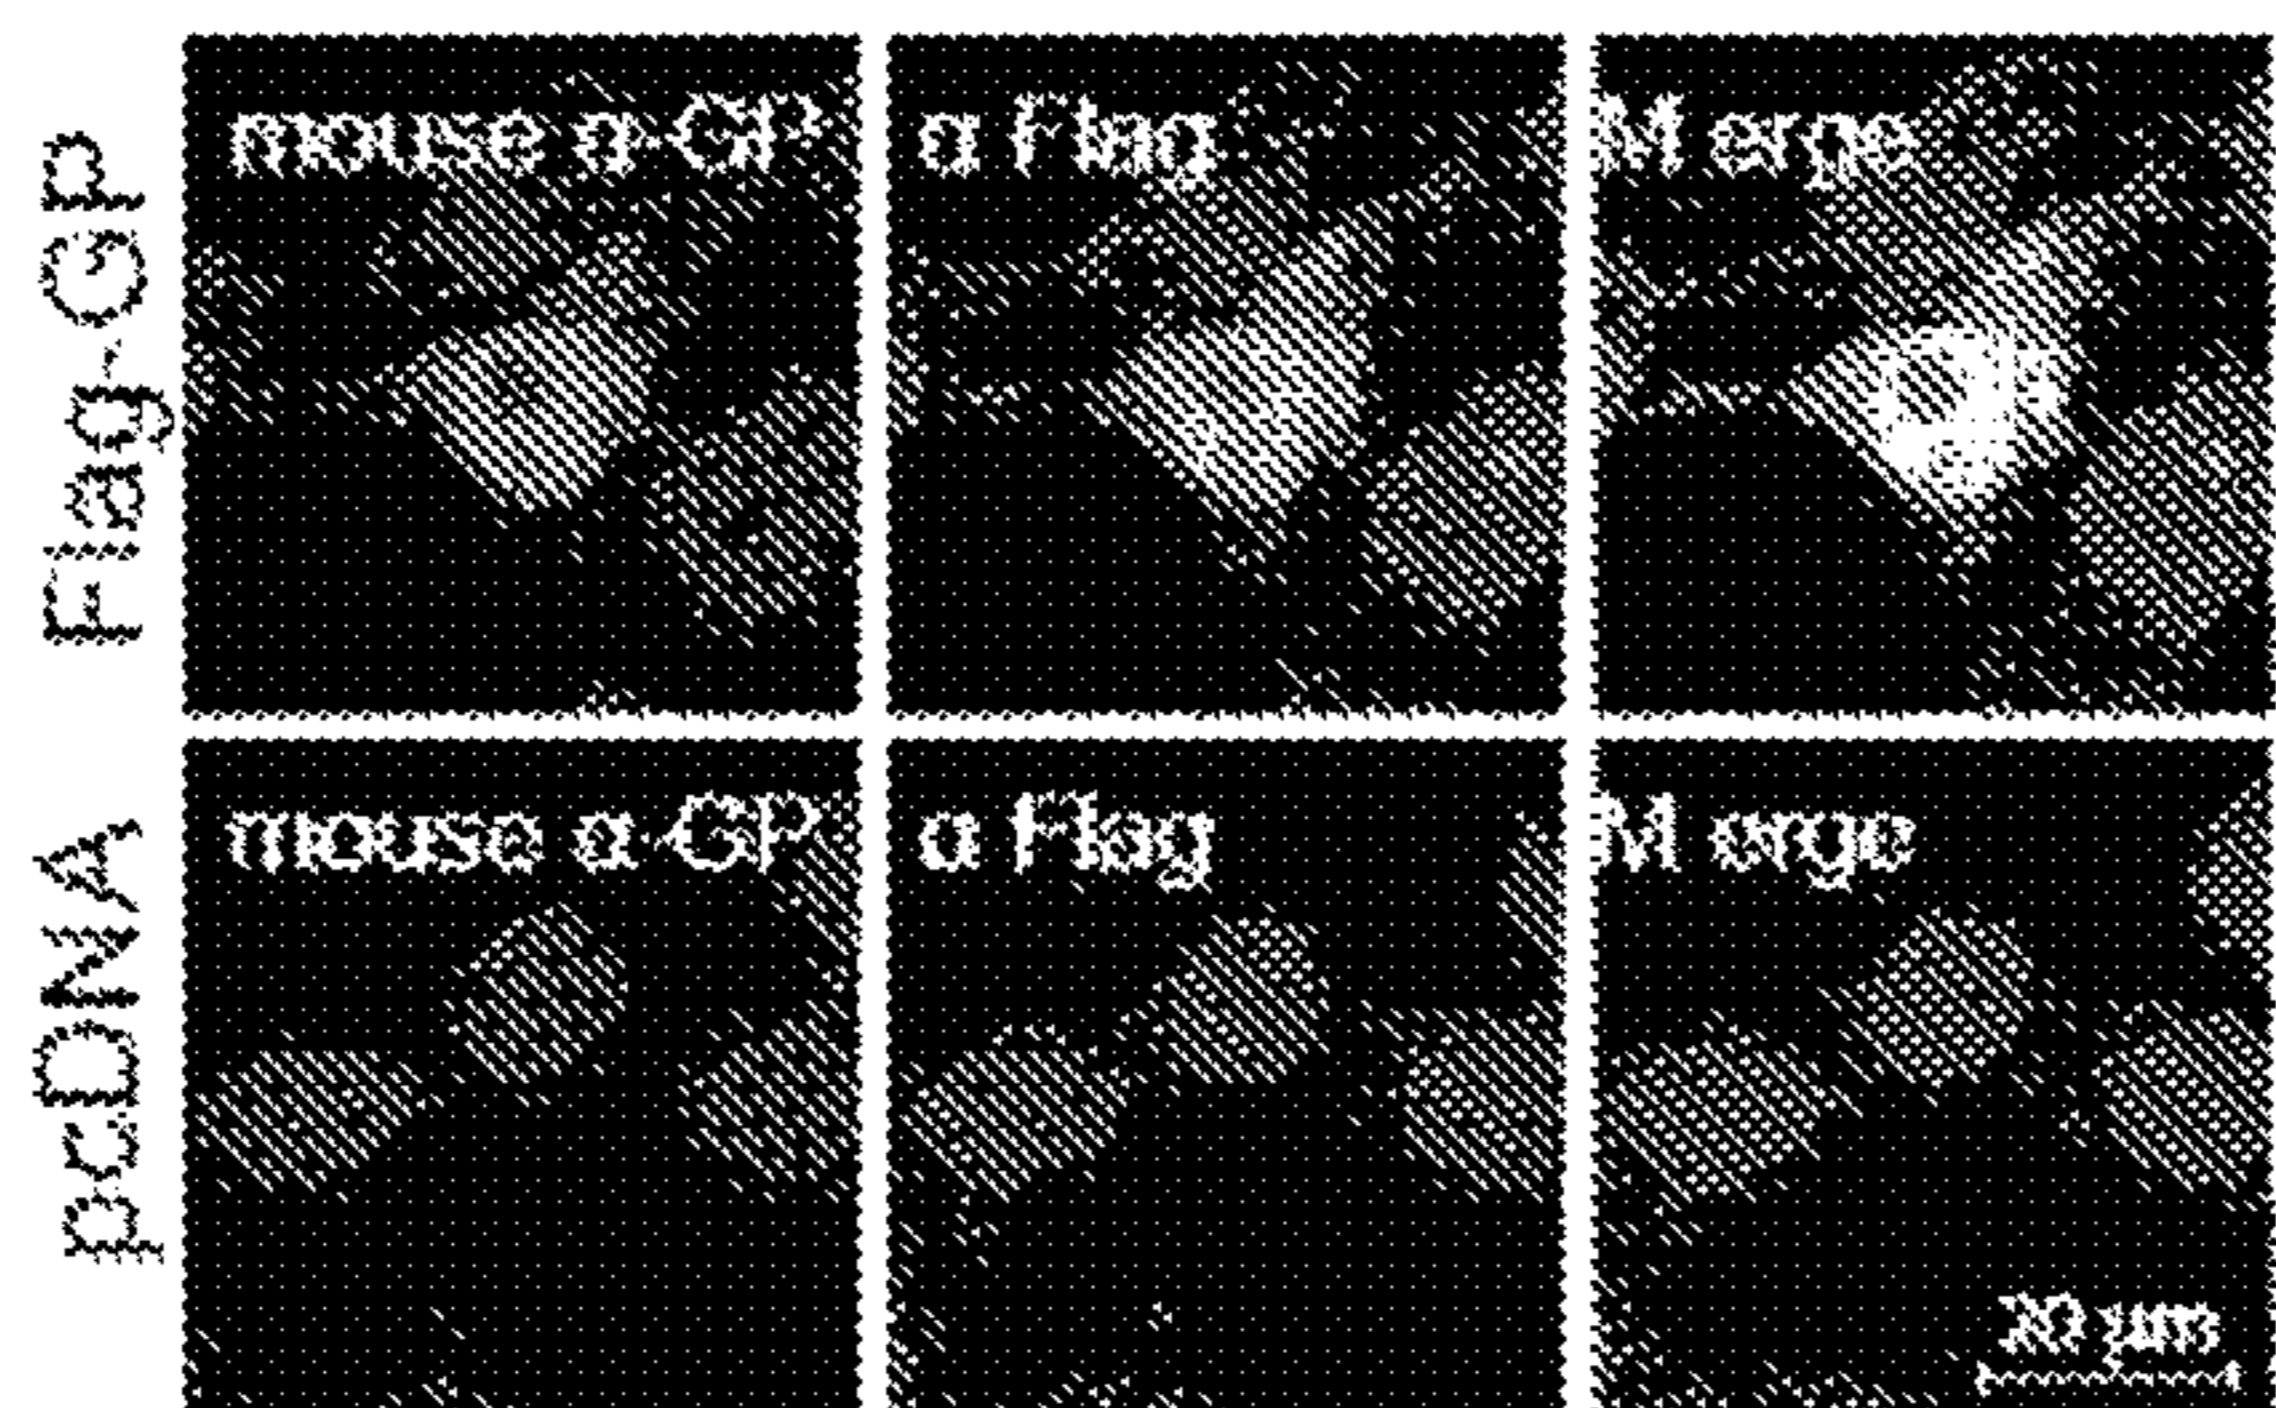 Flag-GP
mouse α-GP
α Flag
Merge
pcDNA
mouse α-GP
α Flag
Merge
20 µm